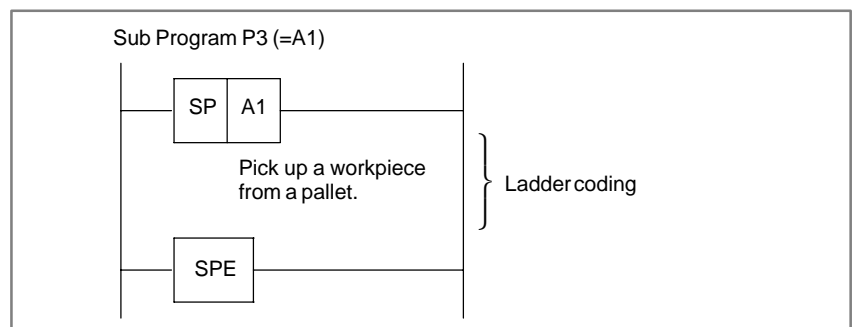 Sub Program P3 (=A1)
SP A1
Pick up a workpiece
from a pallet.
Ladder coding
SPE